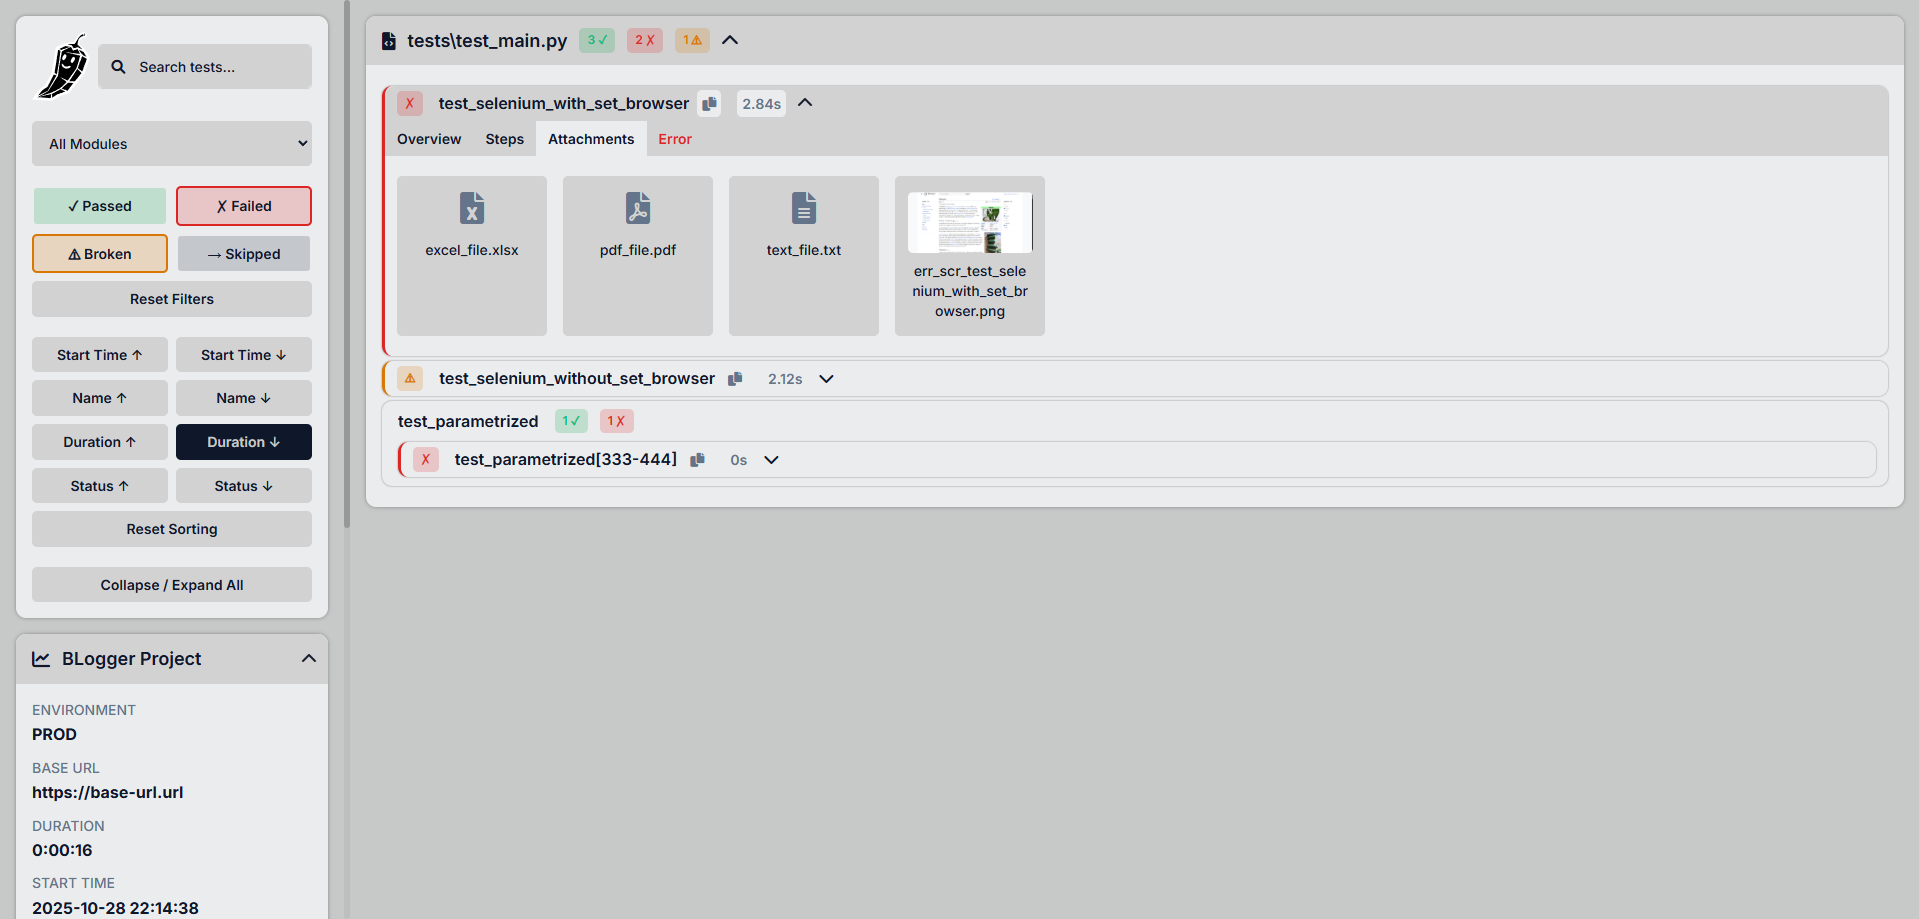 Search tests...
All Modules
✓ Passed
✗ Failed
⚠ Broken
→ Skipped
Reset Filters
Start Time ↑
Start Time ↓
Name ↑
Name ↓
Duration ↑
Duration ↓
Status ↑
Status ↓
Reset Sorting
Collapse / Expand All
BLogger Project
ENVIRONMENT
PROD
BASE URL
https://base-url.url
DURATION
0:00:16
START TIME
2025-10-28 22:14:38
tests\test_main.py 3 ✓ 2 ✗ 1 ⚠
✗ test_selenium_with_set_browser 2.84s
Overview Steps Attachments Error
excel_file.xlsx
pdf_file.pdf
text_file.txt
err_scr_test_sele
nium_with_set_br
owser.png
⚠ test_selenium_without_set_browser 2.12s
test_parametrized 1 ✓ 1 ✗
✗ test_parametrized[333-444] 0s